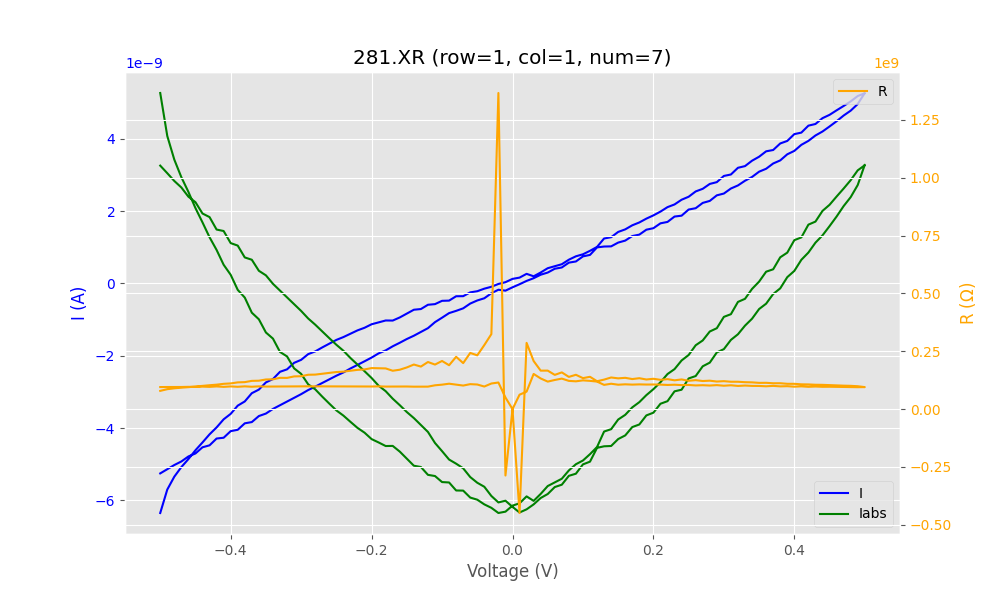 281.XR (row=1, col=1, num=7)
1e−9
1e9
R
4
2
0
−2
−4
−6
I (A)
1.25
1.00
0.75
0.50
0.25
0.00
−0.25
−0.50
R (Ω)
I
Iabs
−0.4
−0.2
0.0
0.2
0.4
Voltage (V)